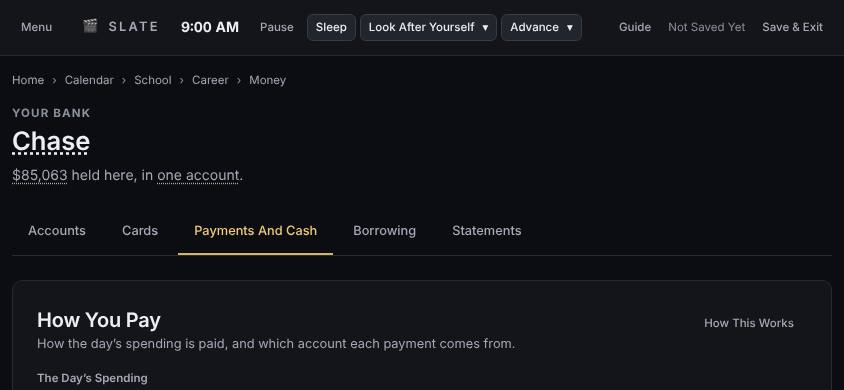 Menu 🎬 SLATE 9:00 AM Pause Sleep Look After Yourself ▾ Advance ▾ Guide Not Saved Yet Save & Exit
Home › Calendar › School › Career › Money
YOUR BANK
Chase
$85,063 held here, in one account.
Accounts Cards Payments And Cash Borrowing Statements
How You Pay
How This Works
How the day’s spending is paid, and which account each payment comes from.
The Day’s Spending